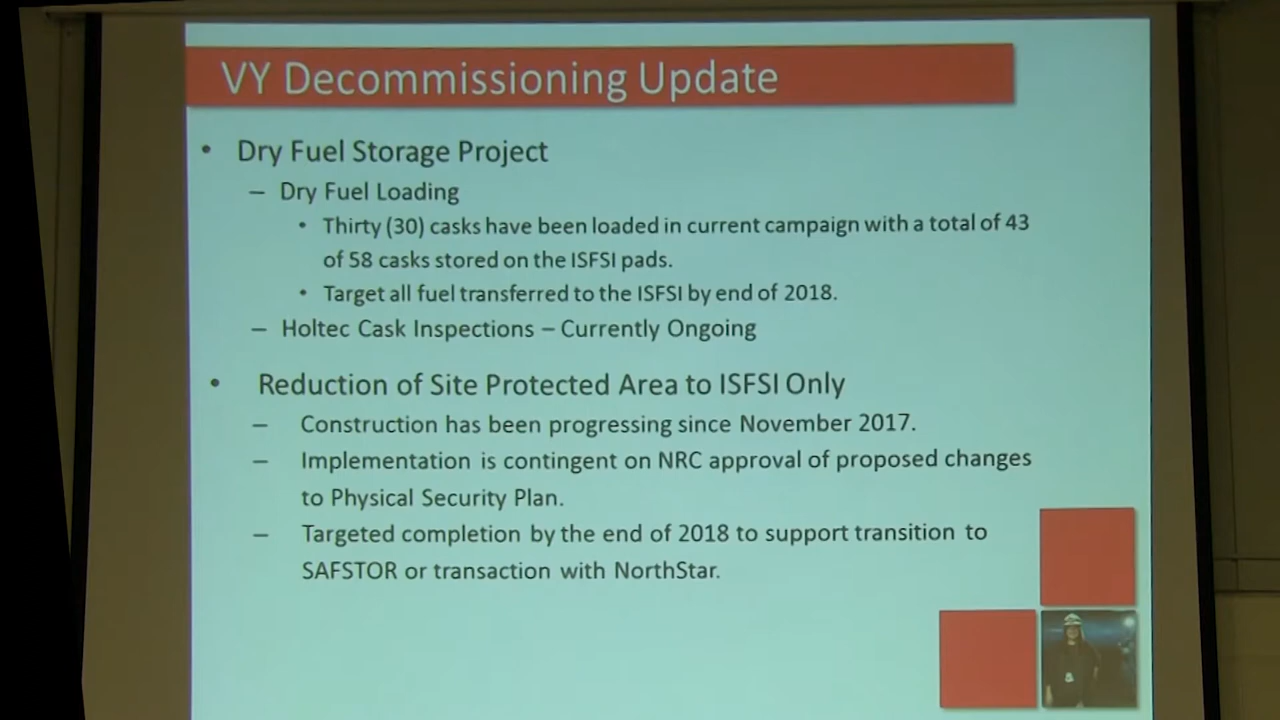 VY Decommissioning Update
• Dry Fuel Storage Project
– Dry Fuel Loading
• Thirty (30) casks have been loaded in current campaign with a total of 43
of 58 casks stored on the ISFSI pads.
• Target all fuel transferred to the ISFSI by end of 2018.
– Holtec Cask Inspections – Currently Ongoing
• Reduction of Site Protected Area to ISFSI Only
– Construction has been progressing since November 2017.
– Implementation is contingent on NRC approval of proposed changes
to Physical Security Plan.
– Targeted completion by the end of 2018 to support transition to
SAFSTOR or transaction with NorthStar.